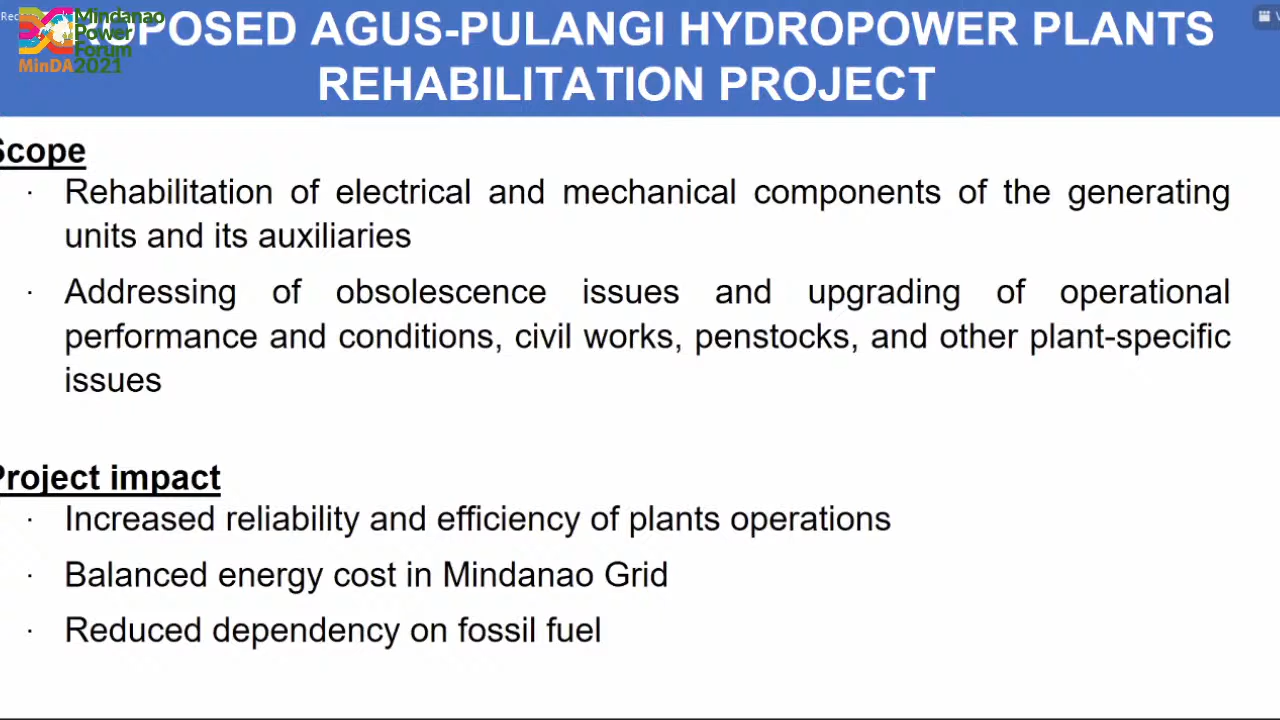 Rec
Mindanao
Power
Forum
MinDA2021
POSED AGUS-PULANGI HYDROPOWER PLANTS
REHABILITATION PROJECT
Scope
· Rehabilitation of electrical and mechanical components of the generating
units and its auxiliaries
· Addressing of obsolescence issues and upgrading of operational
performance and conditions, civil works, penstocks, and other plant-specific
issues
Project impact
· Increased reliability and efficiency of plants operations
· Balanced energy cost in Mindanao Grid
· Reduced dependency on fossil fuel